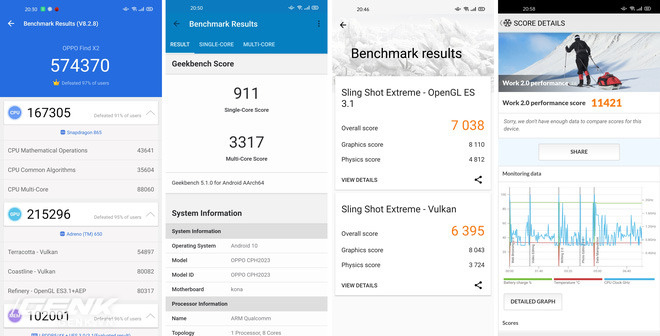 20:30
Benchmark Results (V8.2.8)
OPPO Find X2
574370
Defeated 97% of users
CPU 167305 Defeated 91% of users
Snapdragon 865
CPU Mathematical Operations 43641
CPU Common Algorithms 35604
CPU Multi-Core 88060
GPU 215296 Defeated 96% of users
Adreno (TM) 650
Terracotta - Vulkan 54897
Coastline - Vulkan 80082
Refinery - OpenGL ES3.1+AEP 80317
102001
GENK
20:50
Benchmark Results
RESULT SINGLE-CORE MULTI-CORE
Geekbench Score
911
Single-Core Score
3317
Multi-Core Score
Geekbench 5.1.0 for Android AArch64
System Information
System Information
Operating System Android 10
Model OPPO CPH2023
Model ID OPPO CPH2023
Motherboard kona
Processor Information
Name ARM Qualcomm
Topology 1 Processor, 8 Cores
20:46
Benchmark results
Sling Shot Extreme - OpenGL ES
3.1
Overall score 7 038
Graphics score 8 110
Physics score 4 812
VIEW DETAILS
Sling Shot Extreme - Vulkan
Overall score 6 395
Graphics score 8 043
Physics score 3 724
VIEW DETAILS
20:58
SCORE DETAILS
Work 2.0 performance
Work 2.0 performance score 11421
Sorry, we don't have enough data to compare scores for this
device.
SHARE
Monitoring data
Battery charge % Temperature °C CPU Clock GHz
DETAILED GRAPH
Scores